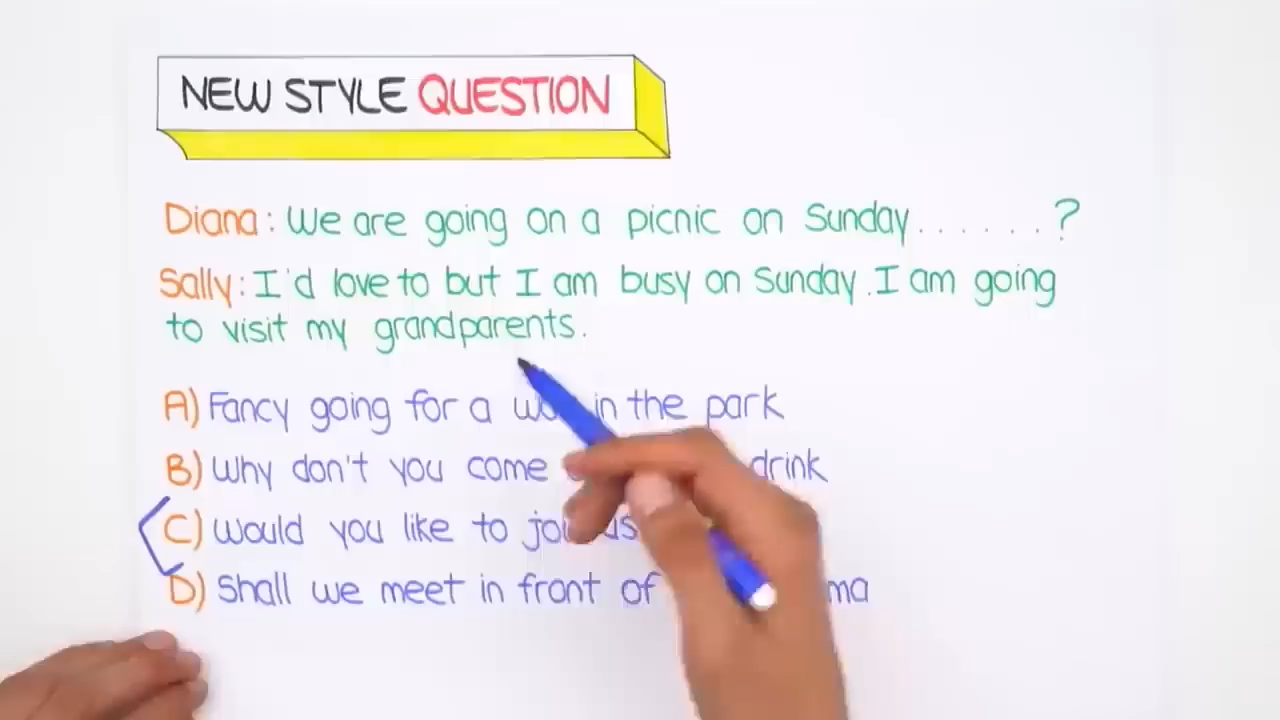 NEW STYLE QUESTION
Diana: We are going on a picnic on Sunday.......?
Sally: I'd love to but I am busy on Sunday. I am going
to visit my grandparents.
A) Fancy going for a in the park
B) Why don't you come drink
C) Would you like to us
D) Shall we meet in front of